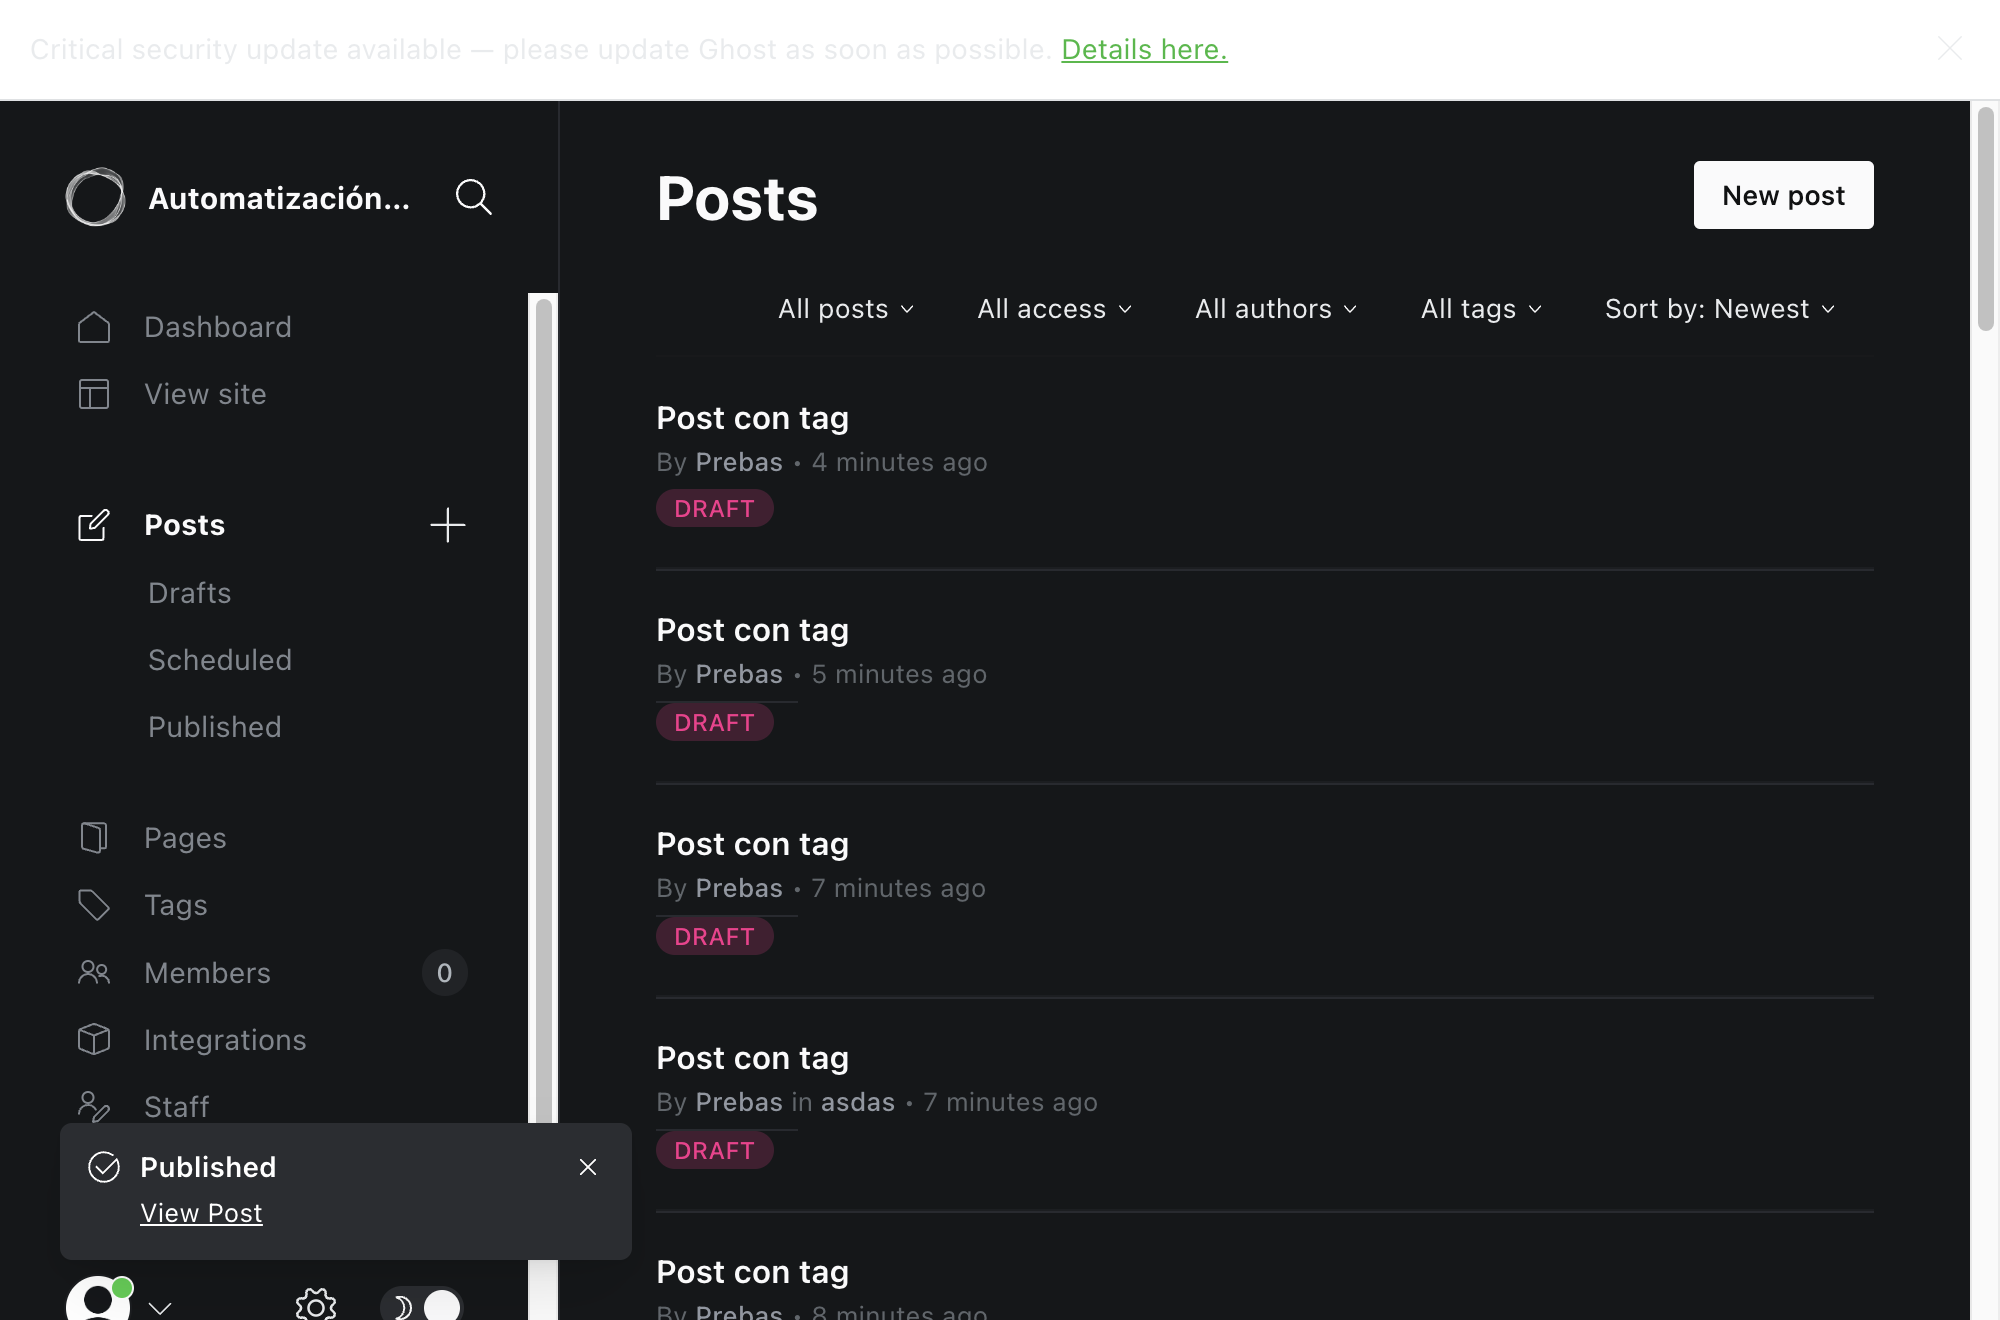 Critical security update available — please update Ghost as soon as possible. Details here.
Automatización...
Dashboard
View site
Posts
Drafts
Scheduled
Published
Pages
Tags
Members 0
Integrations
Staff
Published
View Post
Posts
New post
All posts All access All authors All tags Sort by: Newest
Post con tag
By Prebas • 4 minutes ago
DRAFT
Post con tag
By Prebas • 5 minutes ago
DRAFT
Post con tag
By Prebas • 7 minutes ago
DRAFT
Post con tag
By Prebas in asdas • 7 minutes ago
DRAFT
Post con tag
By Prebas • 8 minutes ago